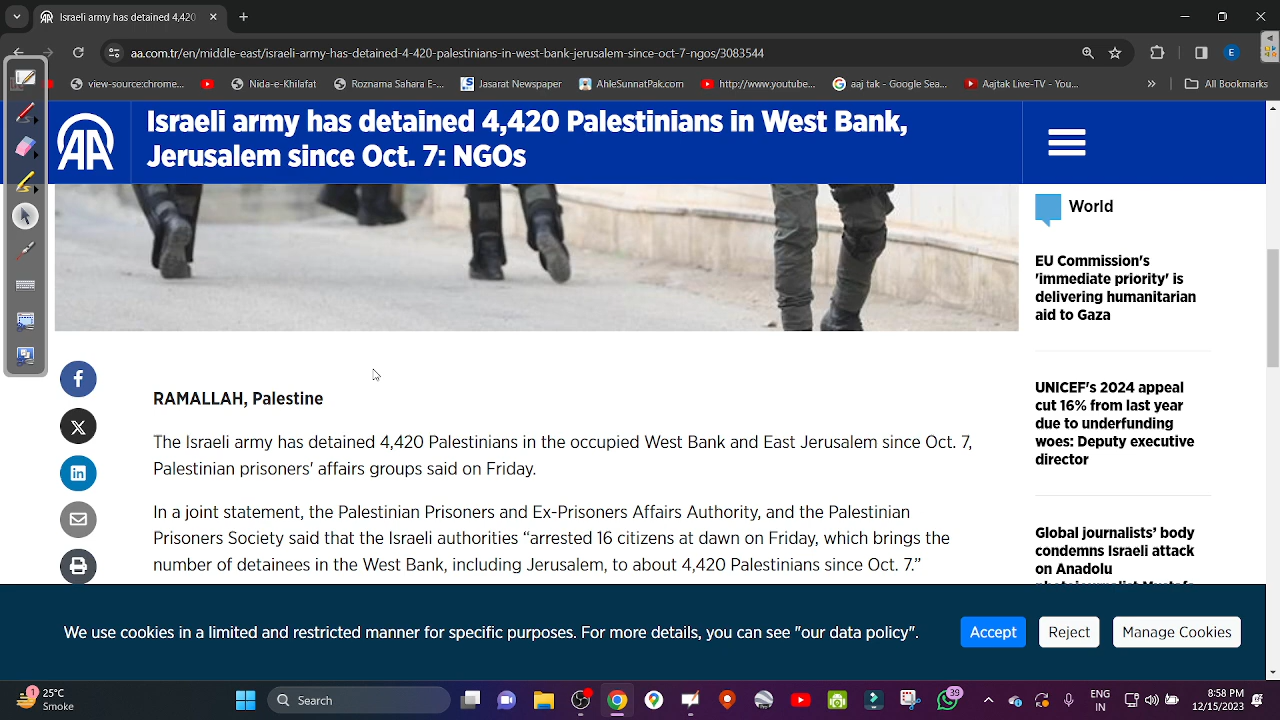 Israeli army has detained 4,420
aa.com.tr/en/middle-east/israeli-army-has-detained-4-420-palestinians-in-west-bank-jerusalem-since-oct-7-ngos/3083544
E
view-source:chrome...
Nida-e-Khilafat
Roznama Sahara E-...
Jasarat Newspaper
AhleSunnatPak.com
http://www.youtube...
aaj tak - Google Sea...
Aajtak Live-TV - You...
All Bookmarks
AA
Israeli army has detained 4,420 Palestinians in West Bank,
Jerusalem since Oct. 7: NGOs
World
EU Commission's
'immediate priority' is
delivering humanitarian
aid to Gaza
UNICEF's 2024 appeal
cut 16% from last year
due to underfunding
woes: Deputy executive
director
Global journalists’ body
condemns Israeli attack
on Anadolu
RAMALLAH, Palestine
The Israeli army has detained 4,420 Palestinians in the occupied West Bank and East Jerusalem since Oct. 7,
Palestinian prisoners' affairs groups said on Friday.
In a joint statement, the Palestinian Prisoners and Ex-Prisoners Affairs Authority, and the Palestinian
Prisoners Society said that the Israeli authorities “arrested 16 citizens at dawn on Friday, which brings the
number of detainees in the West Bank, including Jerusalem, to about 4,420 Palestinians since Oct. 7.”
We use cookies in a limited and restricted manner for specific purposes. For more details, you can see "our data policy".
Accept
Reject
Manage Cookies
1
25°C
Smoke
Search
39
ENG
IN
8:58 PM
12/15/2023